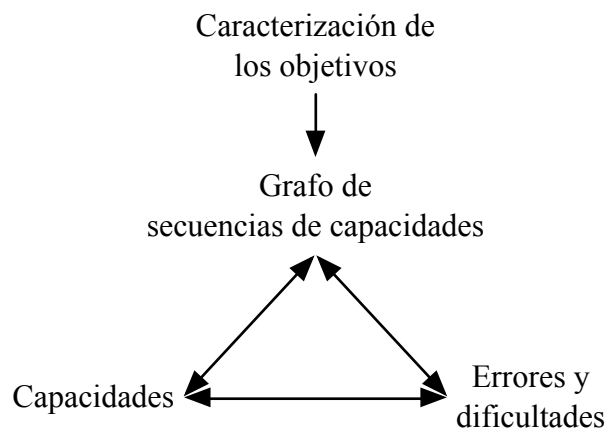 Caracterización de
los objetivos
Grafo de
secuencias de capacidades
Capacidades
Errores y
dificultades